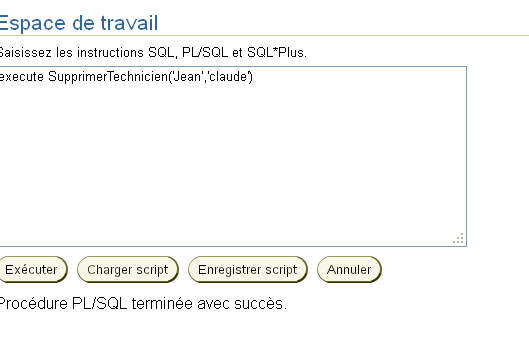 Espace de travail
Saisissez les instructions SQL, PL/SQL et SQL*Plus.
execute SupprimerTechnicien('Jean','claude')
Exécuter Charger script Enregistrer script Annuler
Procédure PL/SQL terminée avec succès.